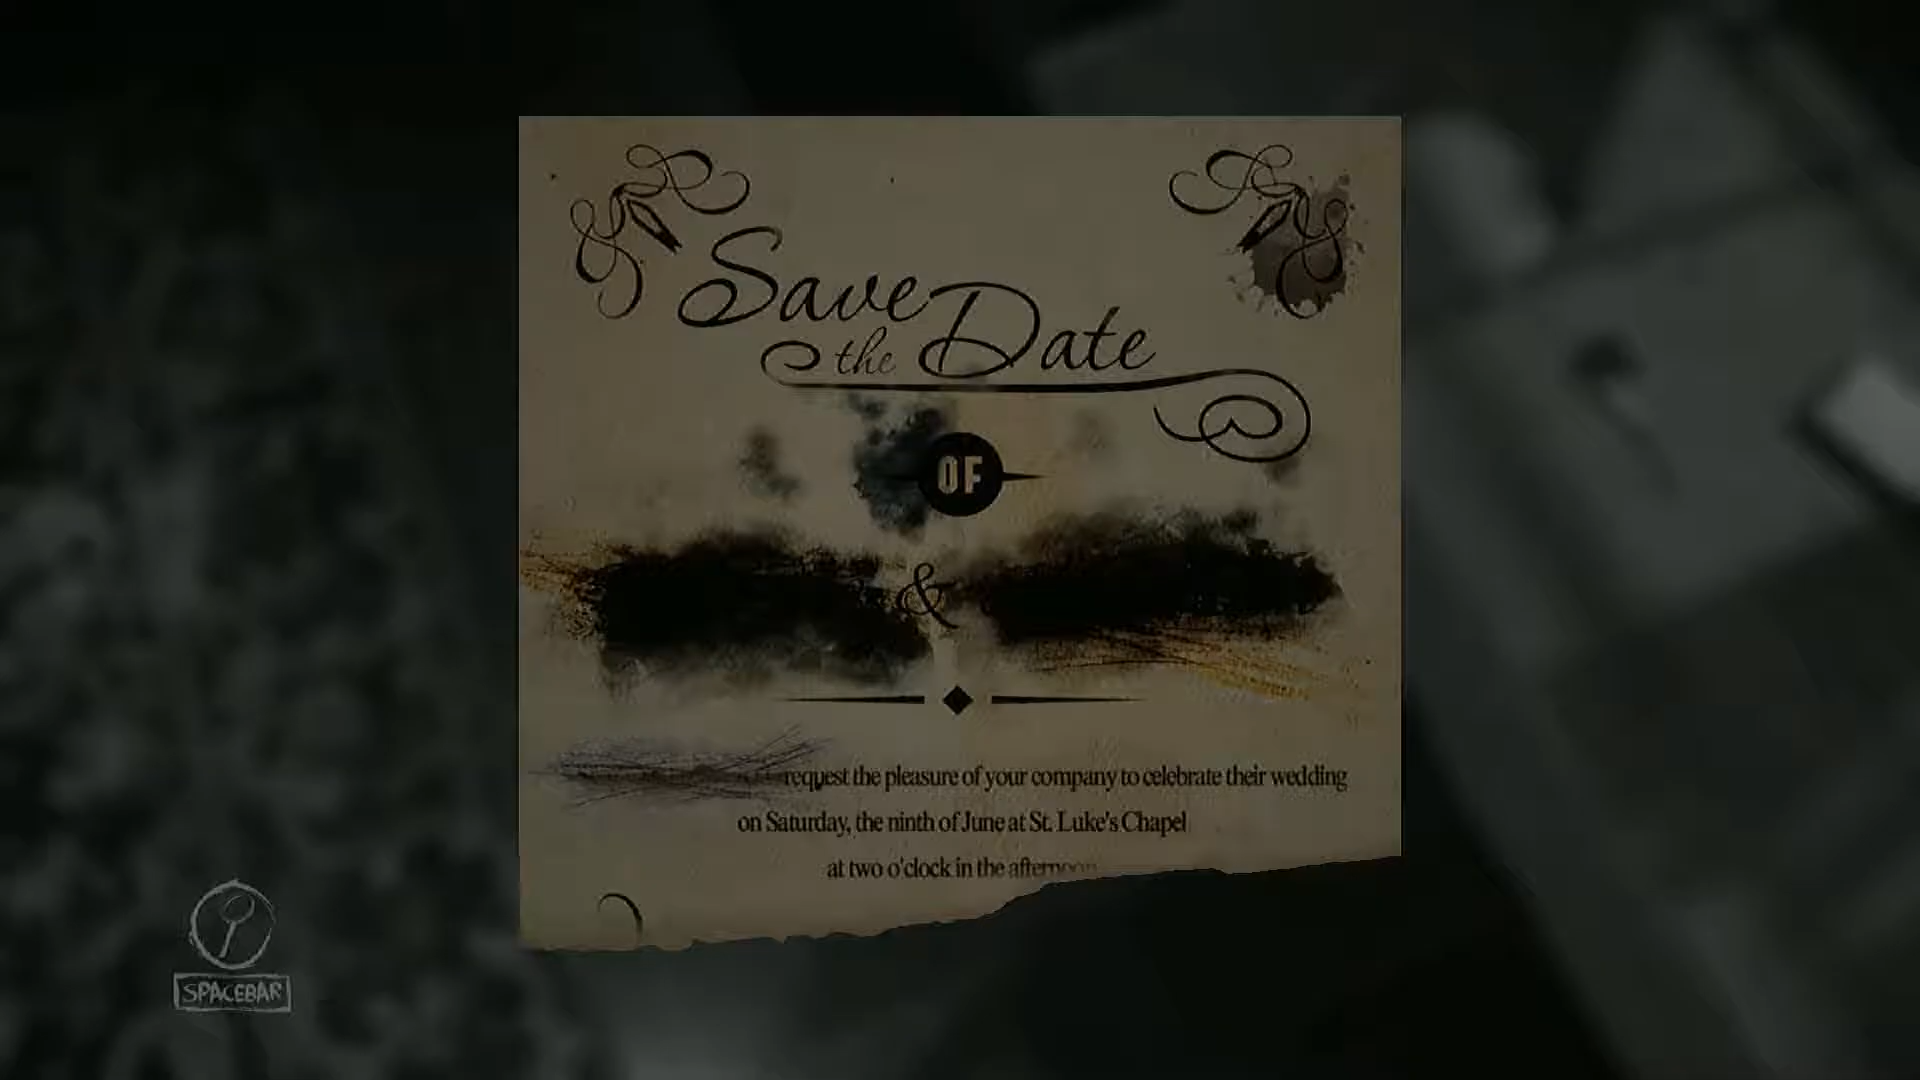 Save
the Date
OF
&
request the pleasure of your company to celebrate their wedding
on Saturday, the ninth of June at St. Luke's Chapel
at two o'clock in the afternoon
SPACEBAR